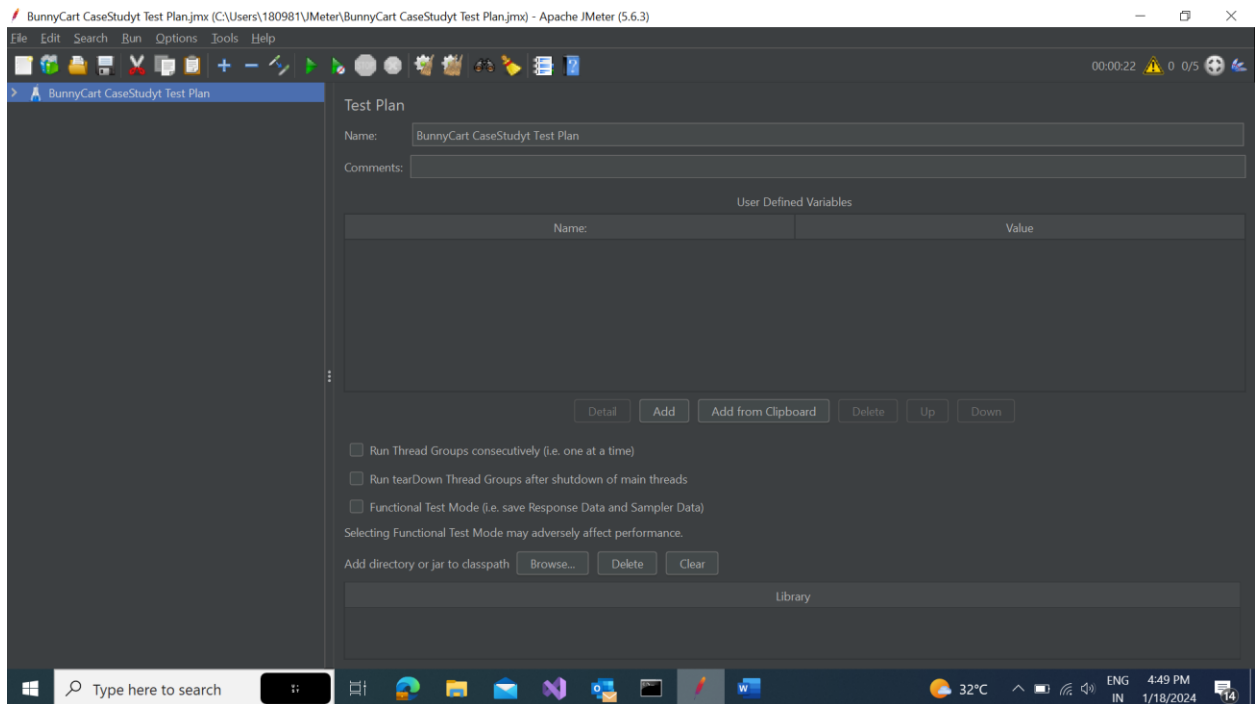 BunnyCart CaseStudyt Test Plan.jmx (C:\Users\180981\JMeter\BunnyCart CaseStudyt Test Plan.jmx) - Apache JMeter (5.6.3)
File Edit Search Run Options Tools Help
00:00:22 0 0/5
BunnyCart CaseStudyt Test Plan
Test Plan
Name: BunnyCart CaseStudyt Test Plan
Comments:
User Defined Variables
Name: Value
Detail Add Add from Clipboard Delete Up Down
Run Thread Groups consecutively (i.e. one at a time)
Run tearDown Thread Groups after shutdown of main threads
Functional Test Mode (i.e. save Response Data and Sampler Data)
Selecting Functional Test Mode may adversely affect performance.
Add directory or jar to classpath Browse... Delete Clear
Library
Type here to search 32°C ENG 4:49 PM
IN 1/18/2024 14